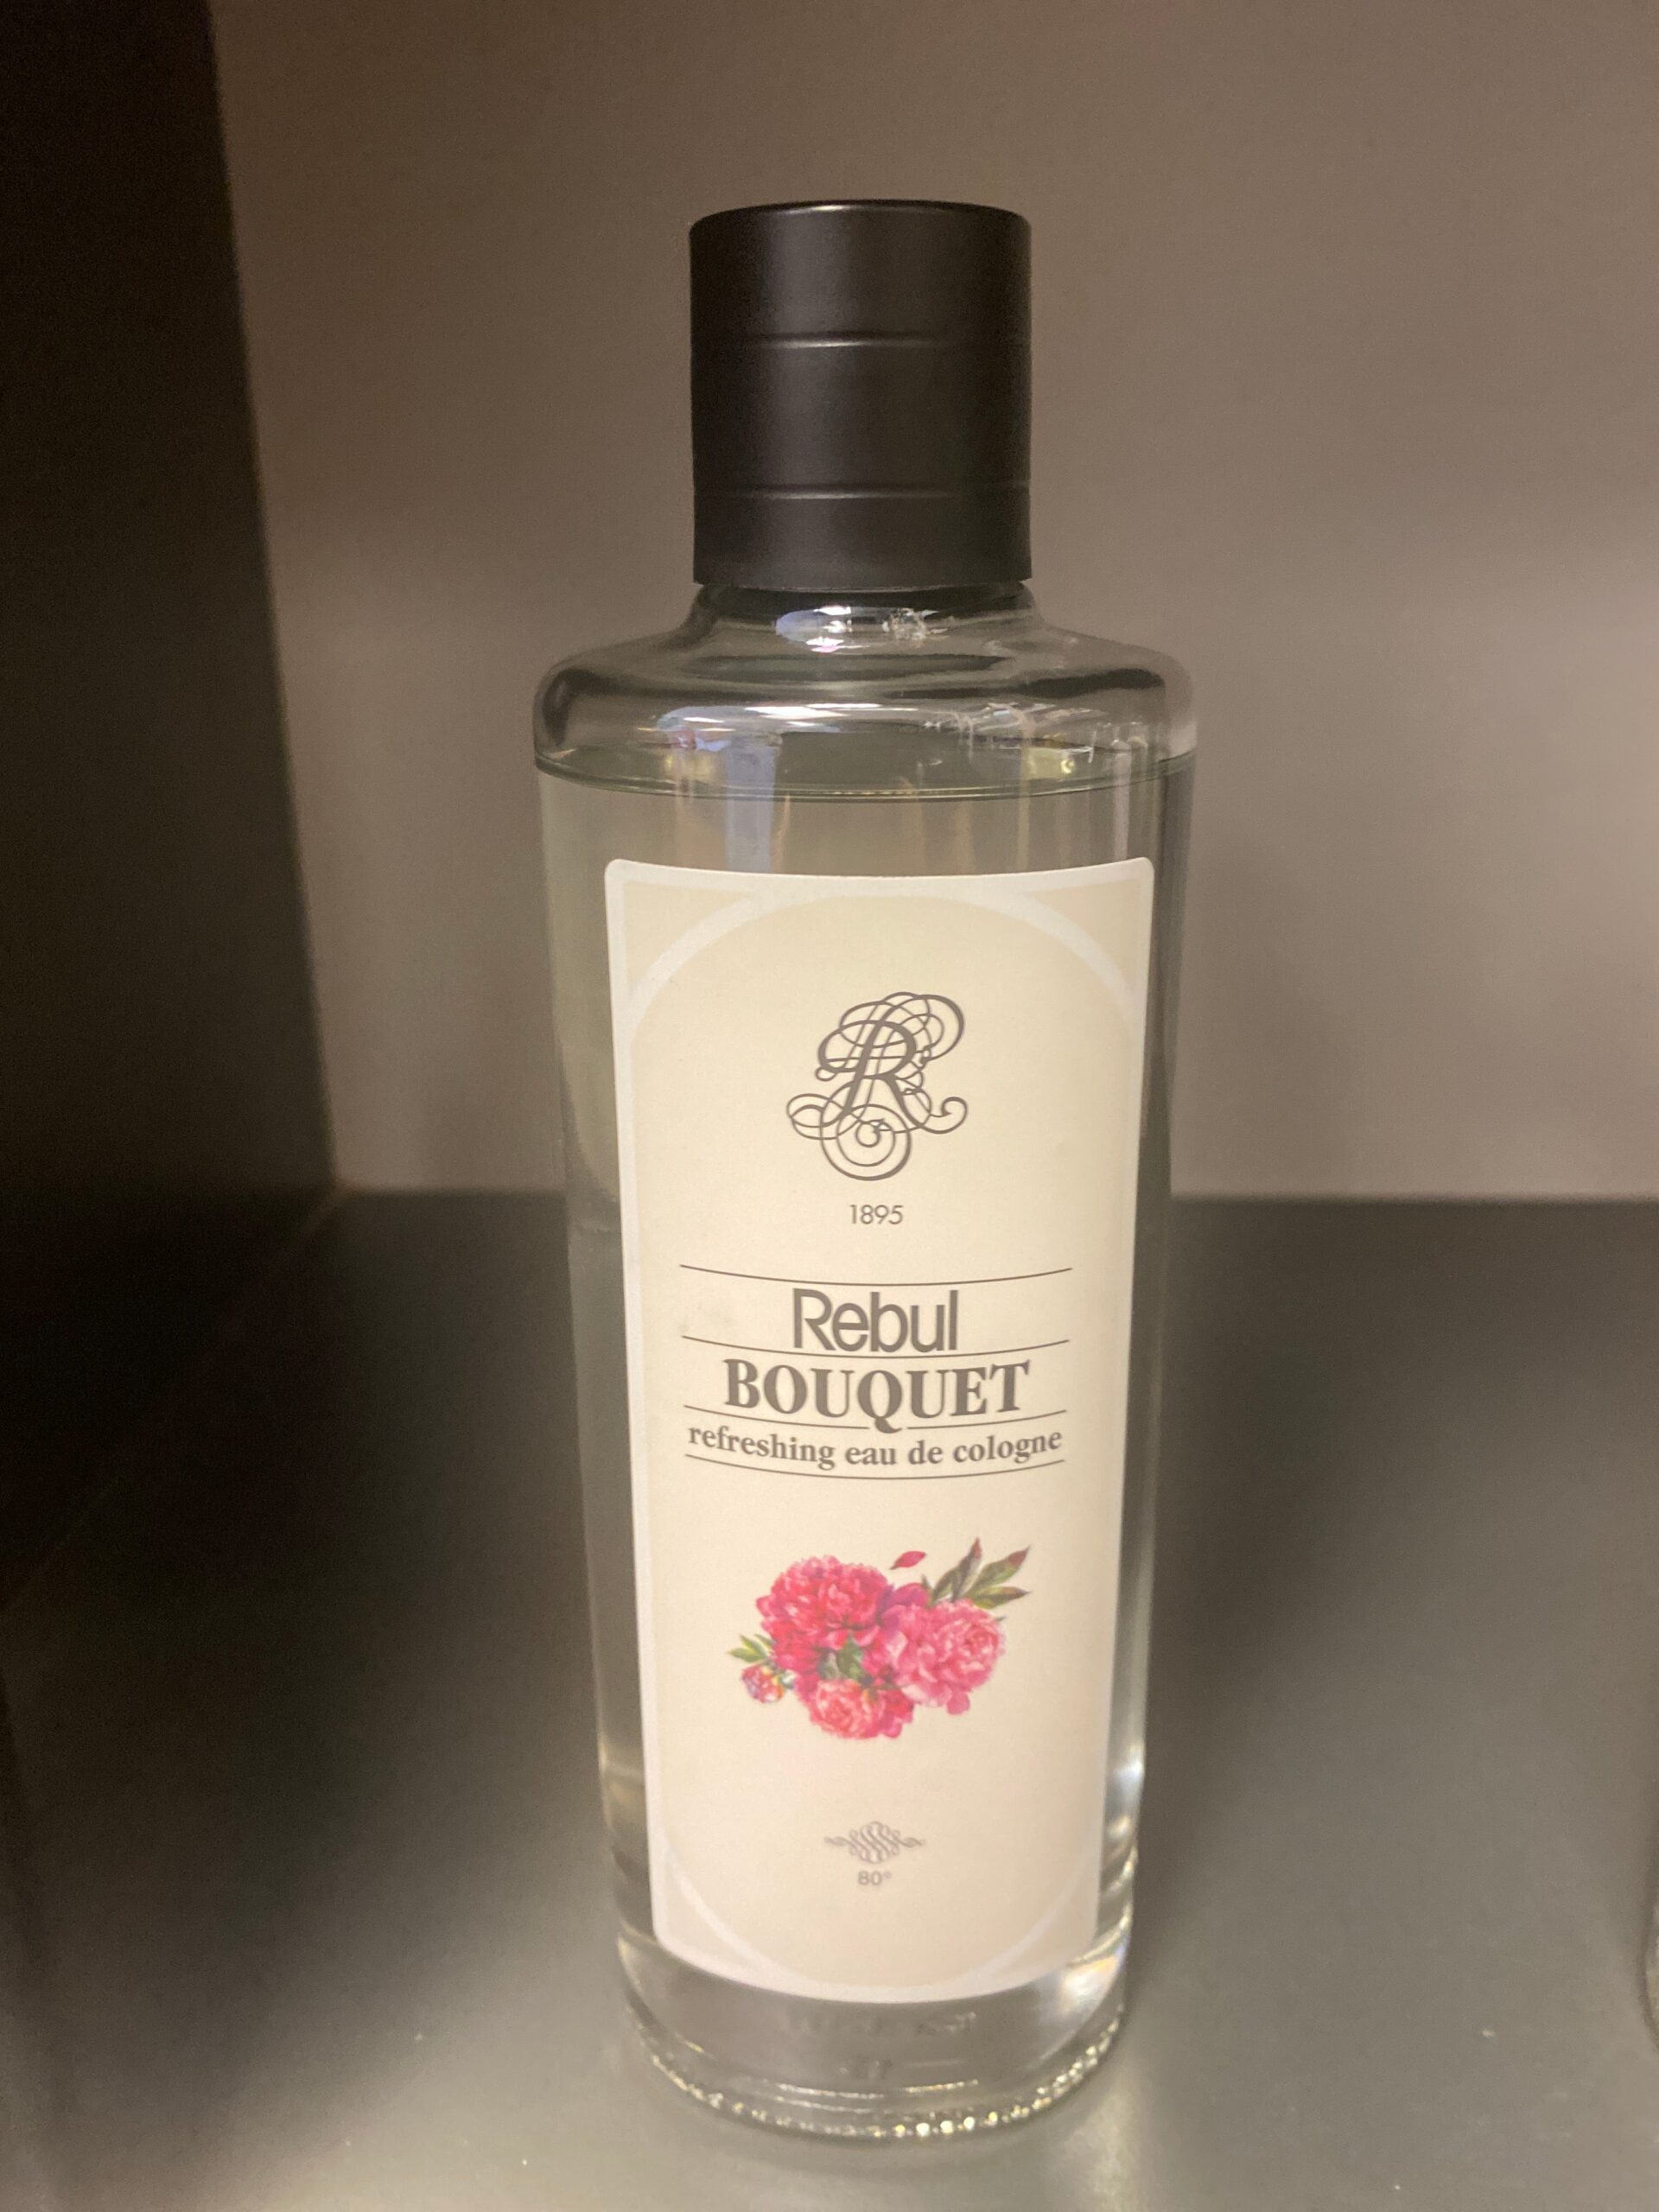 R
1895
Rebul
BOUQUET
refreshing eau de cologne
80°